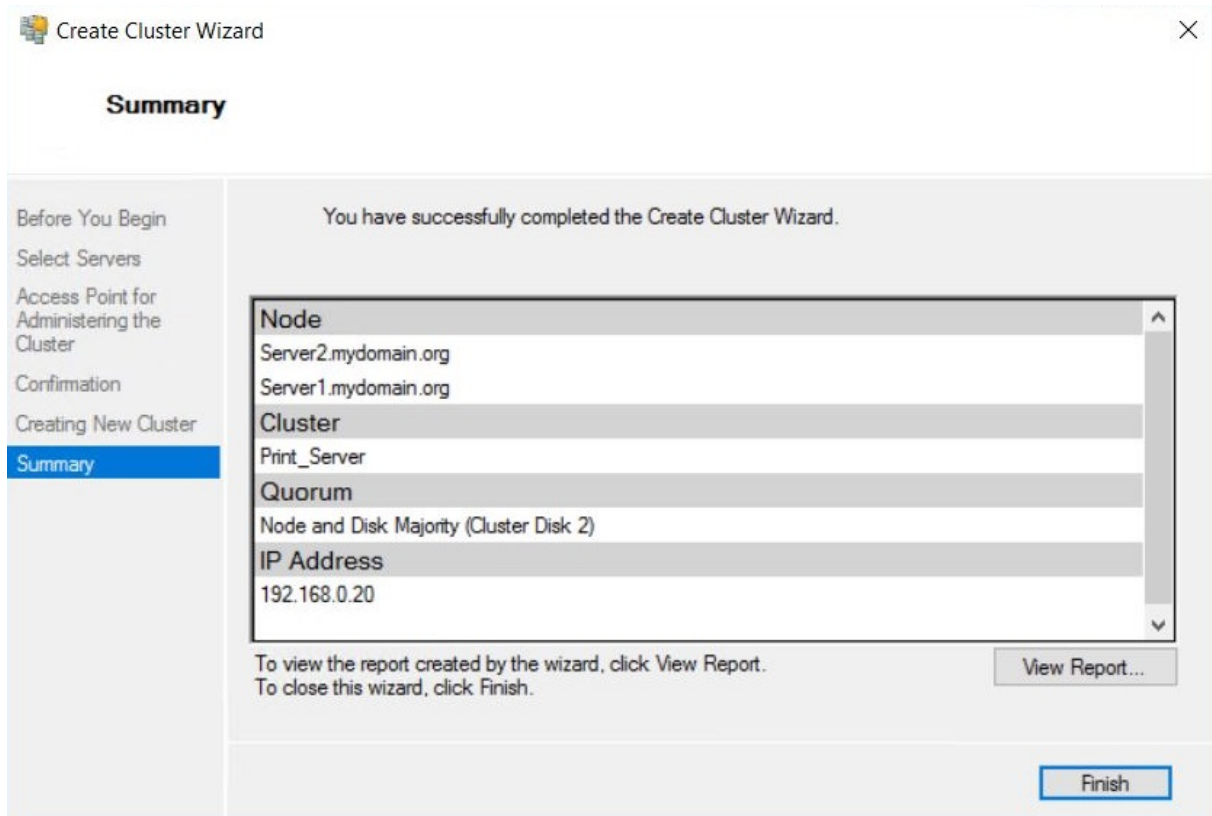 Create Cluster Wizard
Summary
Before You Begin
Select Servers
Access Point for
Administering the
Cluster
Confirmation
Creating New Cluster
Summary
You have successfully completed the Create Cluster Wizard.
Node
Server2.mydomain.org
Server1.mydomain.org
Cluster
Print_Server
Quorum
Node and Disk Majority (Cluster Disk 2)
IP Address
192.168.0.20
To view the report created by the wizard, click View Report.
To close this wizard, click Finish.
View Report...
Finish